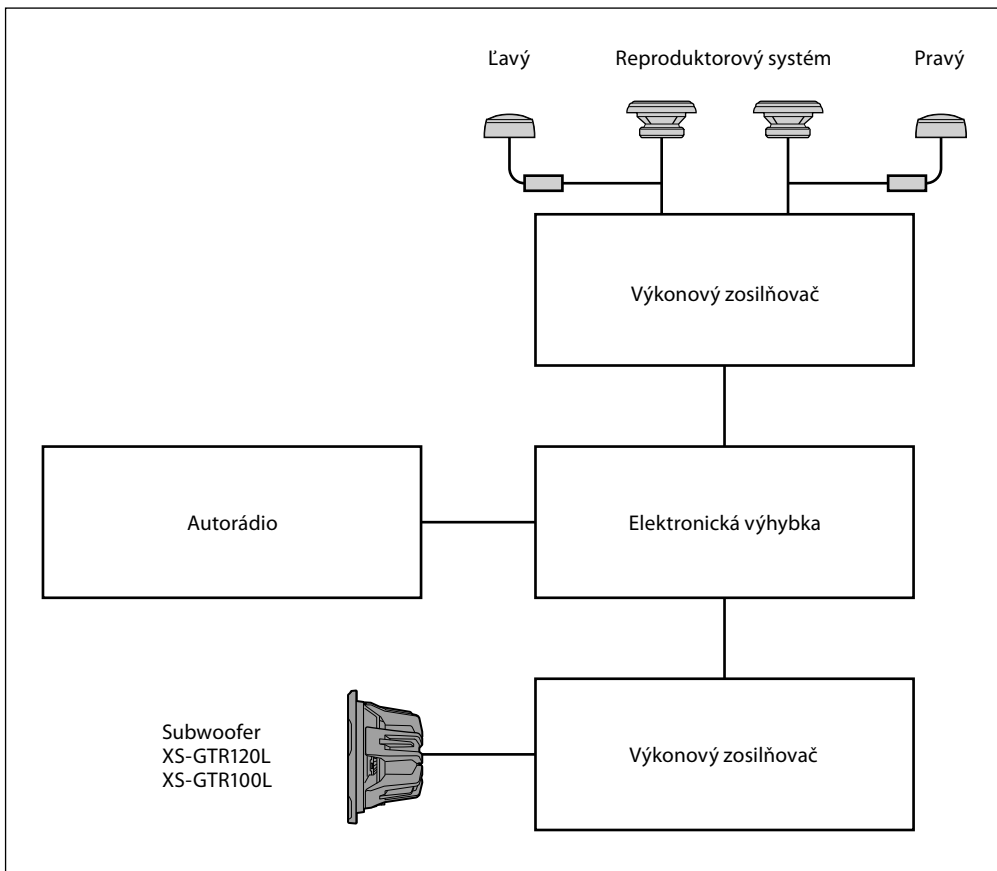 Ľavý Reproduktorový systém Pravý
Výkonový zosilňovač
Autorádio
Elektronická výhybka
Subwoofer
XS-GTR120L
XS-GTR100L
Výkonový zosilňovač